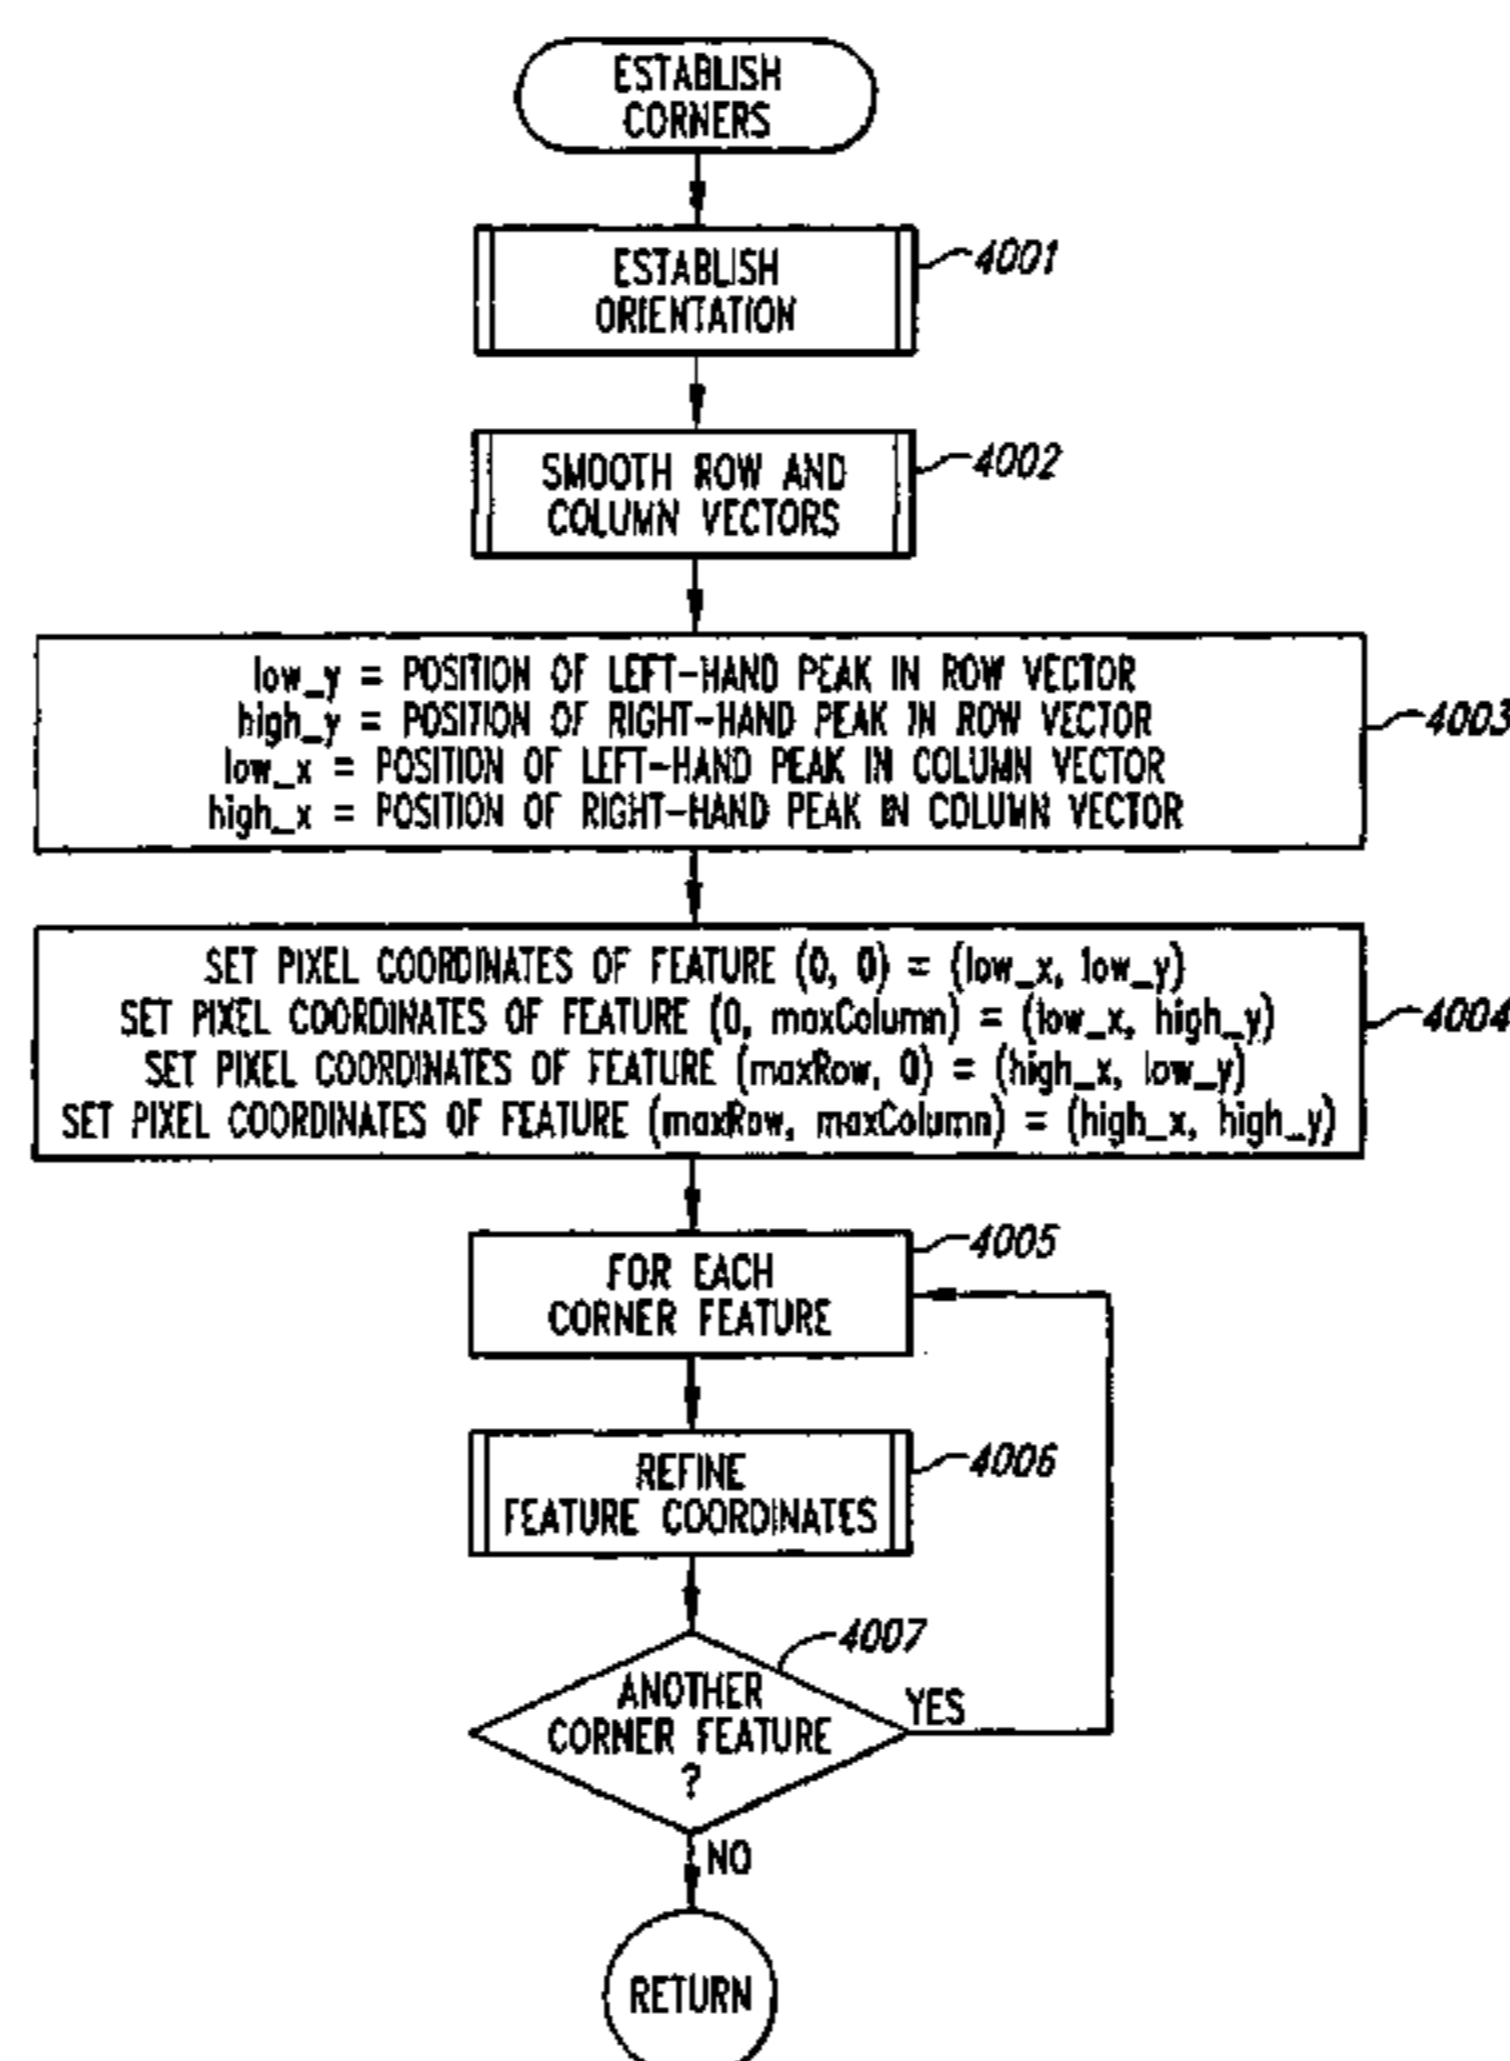 ESTABLISH
CORNERS
ESTABLISH
ORIENTATION
4001
SMOOTH ROW AND
COLUMN VECTORS
4002
low_y = POSITION OF LEFT-HAND PEAK IN ROW VECTOR
high_y = POSITION OF RIGHT-HAND PEAK IN ROW VECTOR
low_x = POSITION OF LEFT-HAND PEAK IN COLUMN VECTOR
high_x = POSITION OF RIGHT-HAND PEAK IN COLUMN VECTOR
4003
SET PIXEL COORDINATES OF FEATURE (0, 0) = (low_x, low_y)
SET PIXEL COORDINATES OF FEATURE (0, maxColumn) = (low_x, high_y)
SET PIXEL COORDINATES OF FEATURE (maxRow, 0) = (high_x, low_y)
SET PIXEL COORDINATES OF FEATURE (maxRow, maxColumn) = (high_x, high_y)
4004
FOR EACH
CORNER FEATURE
4005
REFINE
FEATURE COORDINATES
4006
ANOTHER
CORNER FEATURE
?
4007
YES
NO
RETURN